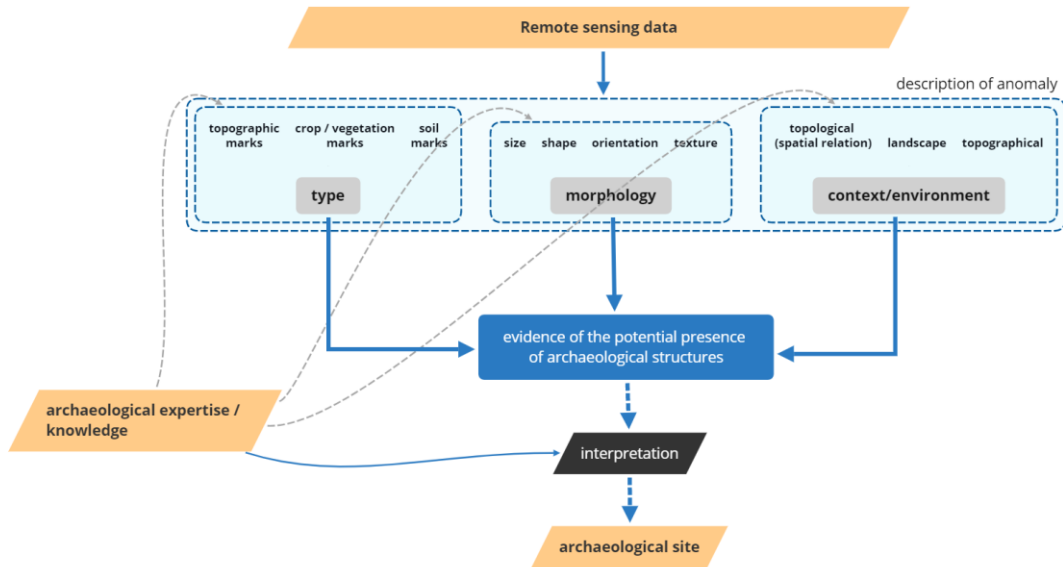 Remote sensing data
description of anomaly
topographic marks
crop / vegetation marks
soil marks
type
size shape orientation texture
morphology
topological (spatial relation)
landscape
topographical
context/environment
evidence of the potential presence
of archaeological structures
archaeological expertise /
knowledge
interpretation
archaeological site